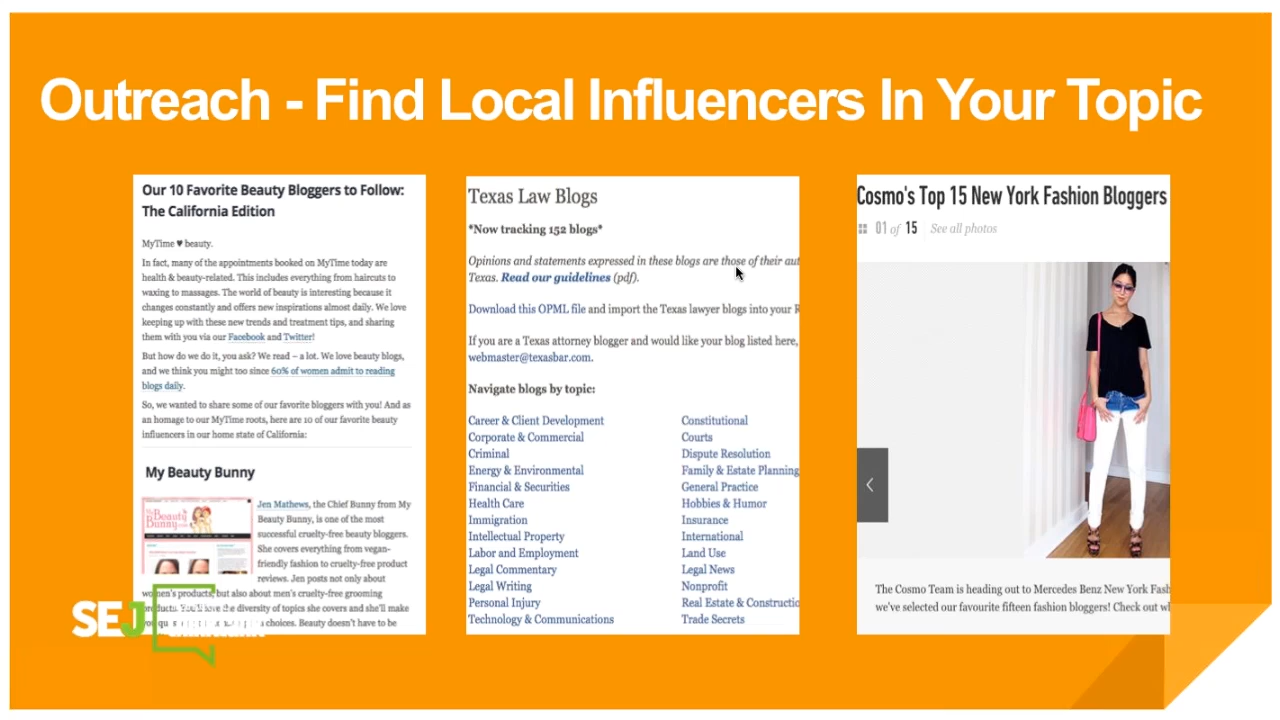 Outreach - Find Local Influencers In Your Topic
Our 10 Favorite Beauty Bloggers to Follow:
The California Edition
MyTime ♥ beauty.
In fact, many of the appointments booked on MyTime today are
health & beauty-related. This includes everything from haircuts to
waxing to massages. The world of beauty is interesting because it
changes constantly and offers new inspirations almost daily. We love
keeping up with these new trends and treatment tips, and sharing
them with you via our Facebook and Twitter!
But how do we do it, you ask? We read – a lot. We love beauty blogs,
and we think you might too since 60% of women admit to reading
blogs daily.
So, we wanted to share some of our favorite bloggers with you! And as
an homage to our MyTime roots, here are 10 of our favorite beauty
influencers in our home state of California:
My Beauty Bunny
Beauty
Bunny
Jen Mathews, the Chief Bunny from My
Beauty Bunny, is one of the most
successful cruelty-free beauty bloggers.
She covers everything from vegan-
friendly fashion to cruelty-free product
reviews. Jen posts not only about
women's products, but also about men's cruelty-free grooming
products. You'll love the diversity of topics she covers and she'll make
choices. Beauty doesn't have to be
SEJ
Texas Law Blogs
*Now tracking 152 blogs*
Opinions and statements expressed in these blogs are those of their aut
Texas. Read our guidelines (pdf).
Download this OPML file and import the Texas lawyer blogs into your R
If you are a Texas attorney blogger and would like your blog listed here,
webmaster@texasbar.com.
Navigate blogs by topic:
Career & Client Development
Corporate & Commercial
Criminal
Energy & Environmental
Financial & Securities
Health Care
Immigration
Intellectual Property
Labor and Employment
Legal Commentary
Legal Writing
Personal Injury
Technology & Communications
Constitutional
Courts
Dispute Resolution
Family & Estate Planning
General Practice
Hobbies & Humor
Insurance
International
Land Use
Legal News
Nonprofit
Real Estate & Constructio
Trade Secrets
Cosmo's Top 15 New York Fashion Bloggers
01 of 15 See all photos
The Cosmo Team is heading out to Mercedes Benz New York Fash
we've selected our favourite fifteen fashion bloggers! Check out wh